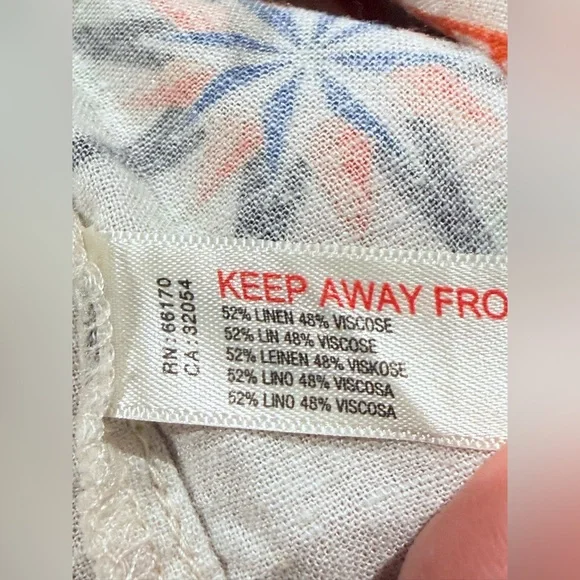 RN: 66170
CA: 32054
KEEP AWAY FRO
52% LINEN 48% VISCOSE
52% LIN 48% VISCOSE
52% LEINEN 48% VISKOSE
52% LINO 48% VISCOSA
52% LINO 48% VISCOSA